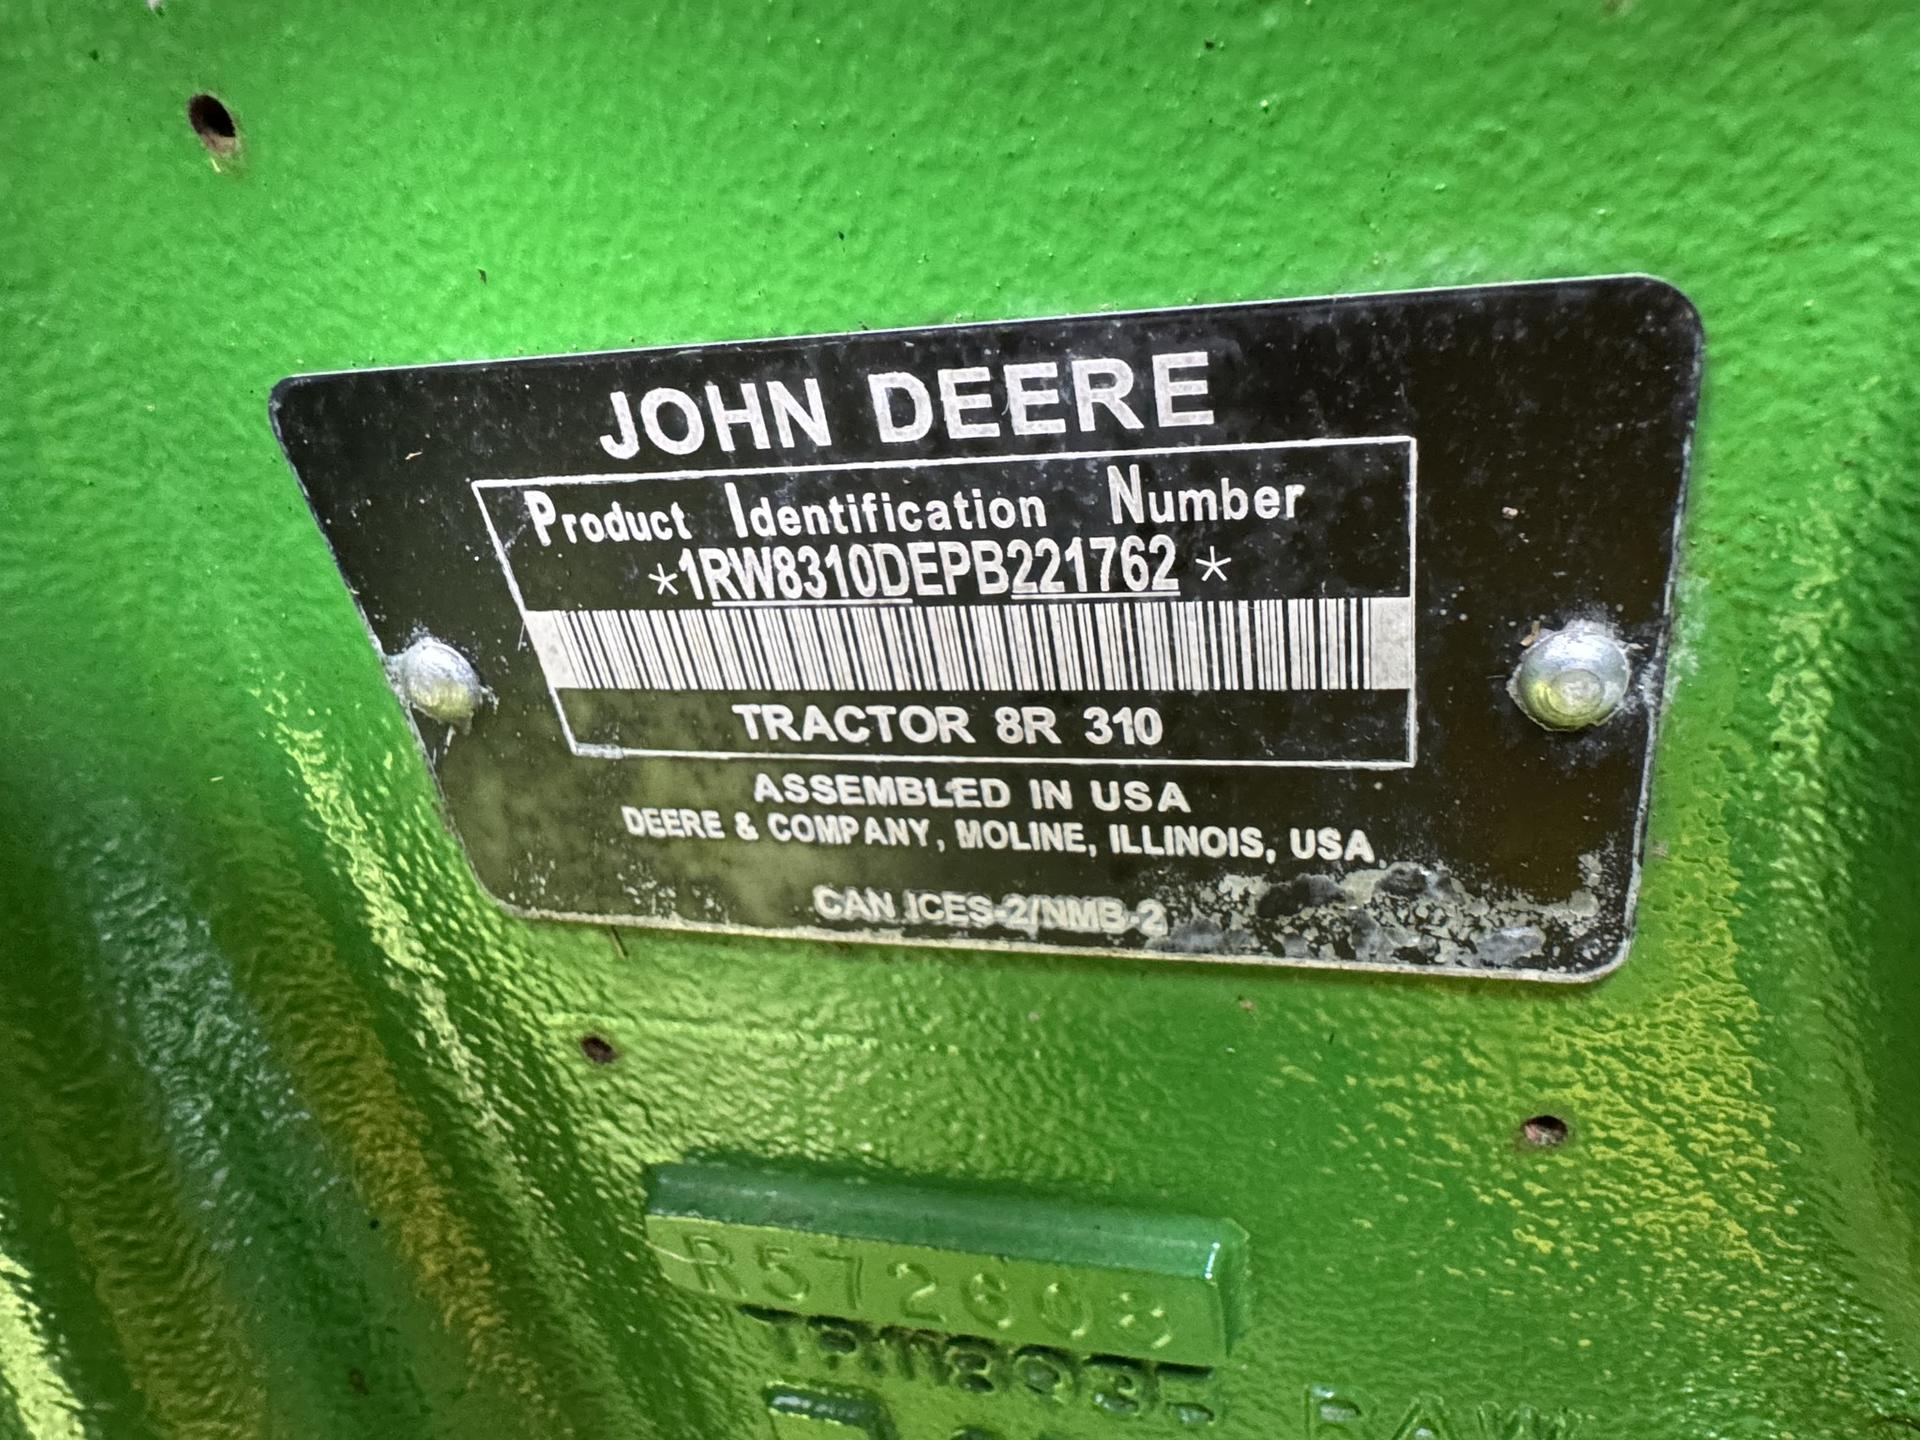 JOHN DEERE
Product Identification Number
*1RW8310DEPB221762*
TRACTOR 8R 310
ASSEMBLED IN USA
DEERE & COMPANY, MOLINE, ILLINOIS, USA
CAN ICES-2/NMB-2
R572608